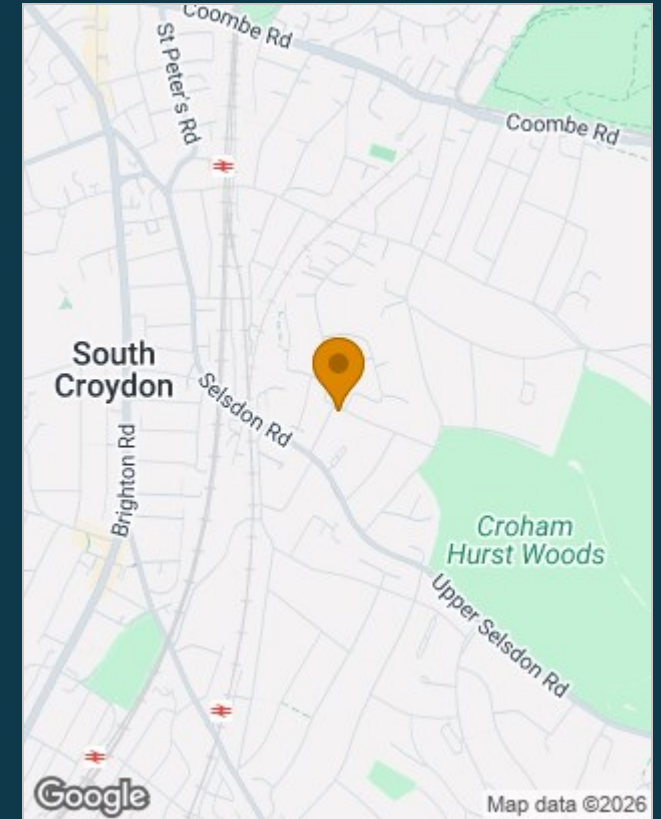 Coombe Rd
St Peter's Rd
Coombe Rd
South
Croydon
Selsdon Rd
Brighton Rd
Croham
Hurst Woods
Upper Selsdon Rd
Google
Map data ©2026